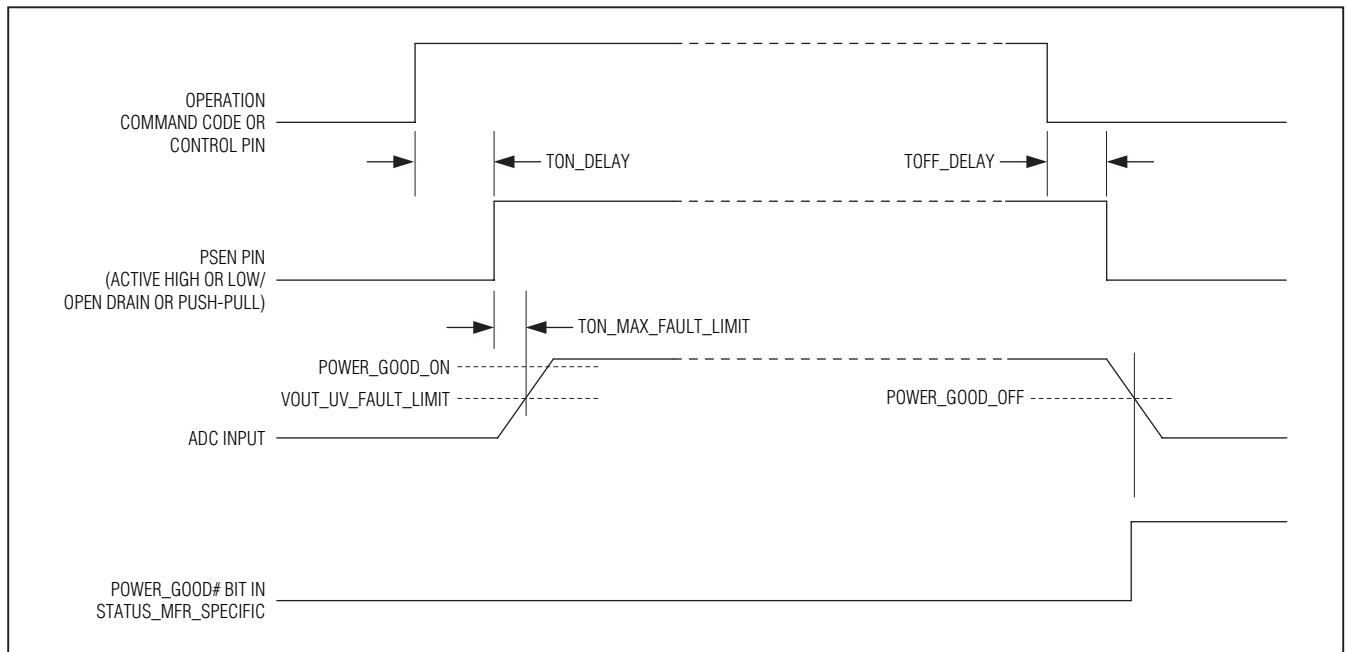 OPERATION
COMMAND CODE OR
CONTROL PIN
TON_DELAY
TOFF_DELAY
PSEN PIN
(ACTIVE HIGH OR LOW/
OPEN DRAIN OR PUSH-PULL)
TON_MAX_FAULT_LIMIT
POWER_GOOD_ON
VOUT_UV_FAULT_LIMIT
POWER_GOOD_OFF
ADC INPUT
POWER_GOOD# BIT IN
STATUS_MFR_SPECIFIC